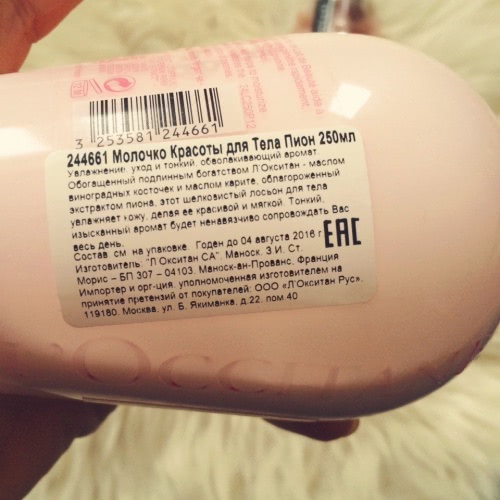 3 253581 244661
244661 Молочко Красоты для Тела Пион 250мл
Увлажнение, уход и тонкий, обволакивающий аромат.
Обогащенный подлинным богатством Л'Окситан - маслом
виноградных косточек и маслом карите, облагороженный
экстрактом пиона, этот шелковистый лосьон для тела
увлажняет кожу, делая ее красивой и мягкой. Тонкий,
изысканный аромат будет ненавязчиво сопровождать Вас
весь день.
Состав см. на упаковке. Годен до 04 августа 2016 г.
EAC
Изготовитель: "Л Окситан СА". Маноск. З.И. Ст.
Морис – БП 307 – 04103. Маноск-ан-Прованс. Франция
Импортер и орг-ция, уполномоченная изготовителем на
принятие претензий от покупателей: ООО «Л'Окситан Рус».
119180. Москва, ул. Б. Якиманка, д.22, пом 40
L'OCCITANE